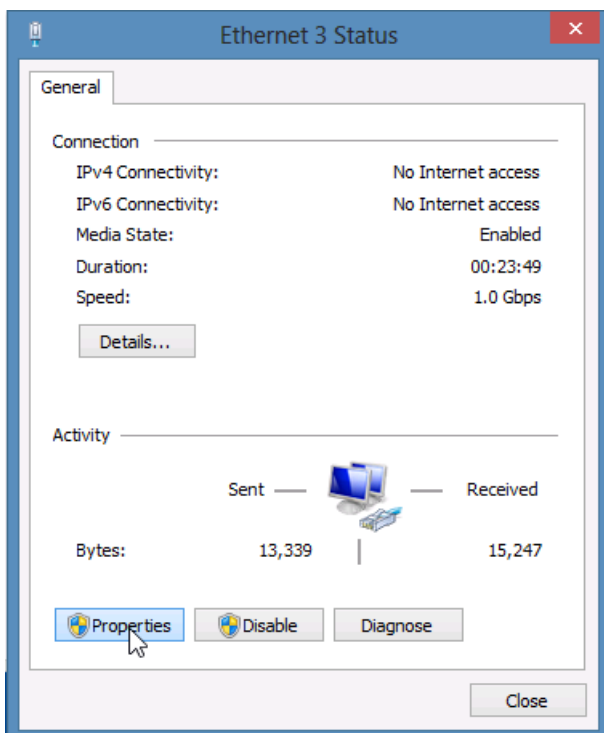 Ethernet 3 Status
General
Connection
IPv4 Connectivity: No Internet access
IPv6 Connectivity: No Internet access
Media State: Enabled
Duration: 00:23:49
Speed: 1.0 Gbps
Details...
Activity
Sent Received
Bytes: 13,339 15,247
Properties Disable Diagnose
Close